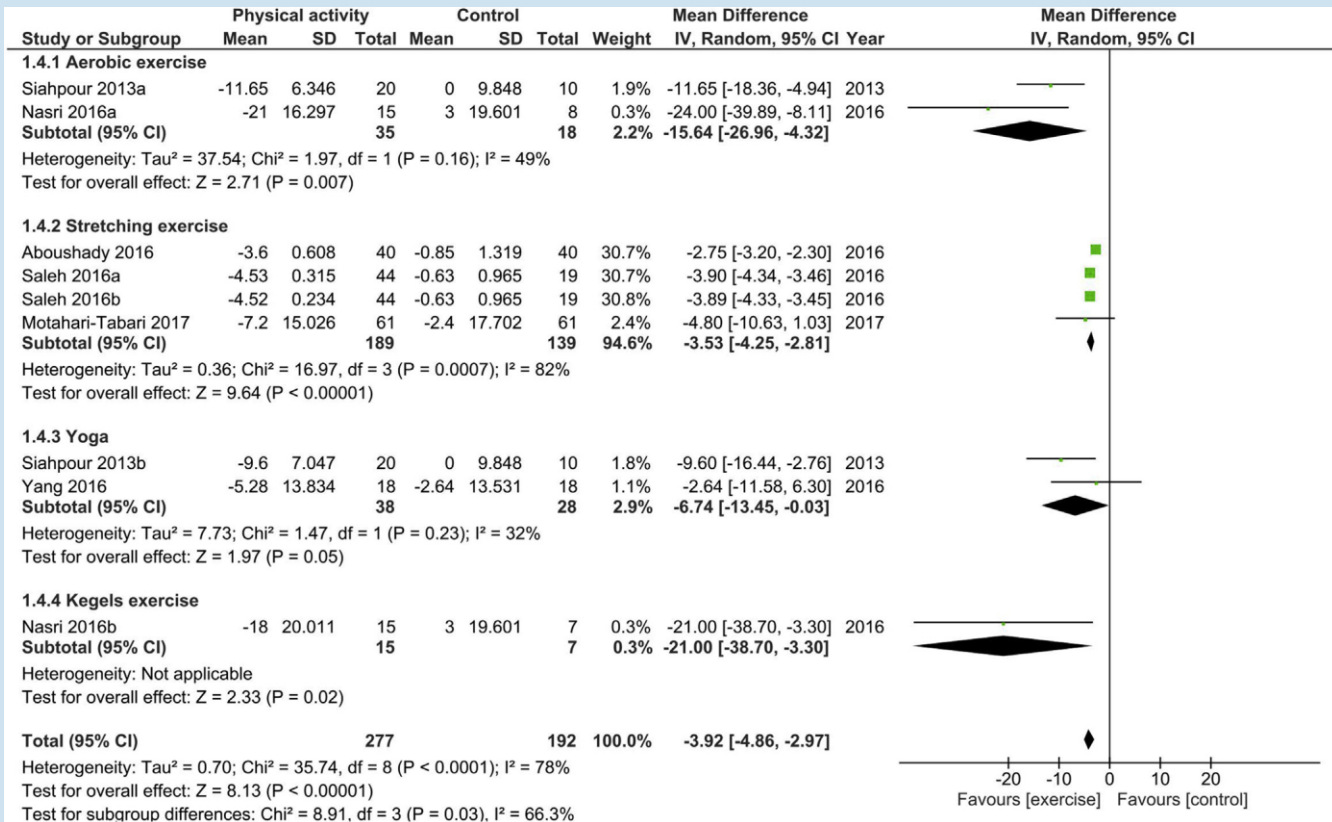 Physical activity Control Mean Difference Mean Difference
Study or Subgroup Mean SD Total Mean SD Total Weight IV, Random, 95% CI Year IV, Random, 95% CI
1.4.1 Aerobic exercise
Siahpour 2013a -11.65 6.346 20 0 9.848 10 1.9% -11.65 [-18.36, -4.94] 2013
Nasri 2016a -21 16.297 15 3 19.601 8 0.3% -24.00 [-39.89, -8.11] 2016
Subtotal (95% CI) 35 18 2.2% -15.64 [-26.96, -4.32]
Heterogeneity: Tau² = 37.54; Chi² = 1.97, df = 1 (P = 0.16); I² = 49%
Test for overall effect: Z = 2.71 (P = 0.007)
1.4.2 Stretching exercise
Aboushady 2016 -3.6 0.608 40 -0.85 1.319 40 30.7% -2.75 [-3.20, -2.30] 2016
Saleh 2016a -4.53 0.315 44 -0.63 0.965 19 30.7% -3.90 [-4.34, -3.46] 2016
Saleh 2016b -4.52 0.234 44 -0.63 0.965 19 30.8% -3.89 [-4.33, -3.45] 2016
Motahari-Tabari 2017 -7.2 15.026 61 -2.4 17.702 61 2.4% -4.80 [-10.63, 1.03] 2017
Subtotal (95% CI) 189 139 94.6% -3.53 [-4.25, -2.81]
Heterogeneity: Tau² = 0.36; Chi² = 16.97, df = 3 (P = 0.0007); I² = 82%
Test for overall effect: Z = 9.64 (P < 0.00001)
1.4.3 Yoga
Siahpour 2013b -9.6 7.047 20 0 9.848 10 1.8% -9.60 [-16.44, -2.76] 2013
Yang 2016 -5.28 13.834 18 -2.64 13.531 18 1.1% -2.64 [-11.58, 6.30] 2016
Subtotal (95% CI) 38 28 2.9% -6.74 [-13.45, -0.03]
Heterogeneity: Tau² = 7.73; Chi² = 1.47, df = 1 (P = 0.23); I² = 32%
Test for overall effect: Z = 1.97 (P = 0.05)
1.4.4 Kegels exercise
Nasri 2016b -18 20.011 15 3 19.601 7 0.3% -21.00 [-38.70, -3.30] 2016
Subtotal (95% CI) 15 7 0.3% -21.00 [-38.70, -3.30]
Heterogeneity: Not applicable
Test for overall effect: Z = 2.33 (P = 0.02)
Total (95% CI) 277 192 100.0% -3.92 [-4.86, -2.97]
Heterogeneity: Tau² = 0.70; Chi² = 35.74, df = 8 (P < 0.0001); I² = 78%
Test for overall effect: Z = 8.13 (P < 0.00001)
Test for subgroup differences: Chi² = 8.91, df = 3 (P = 0.03), I² = 66.3%
-20 -10 0 10 20
Favours [exercise] Favours [control]